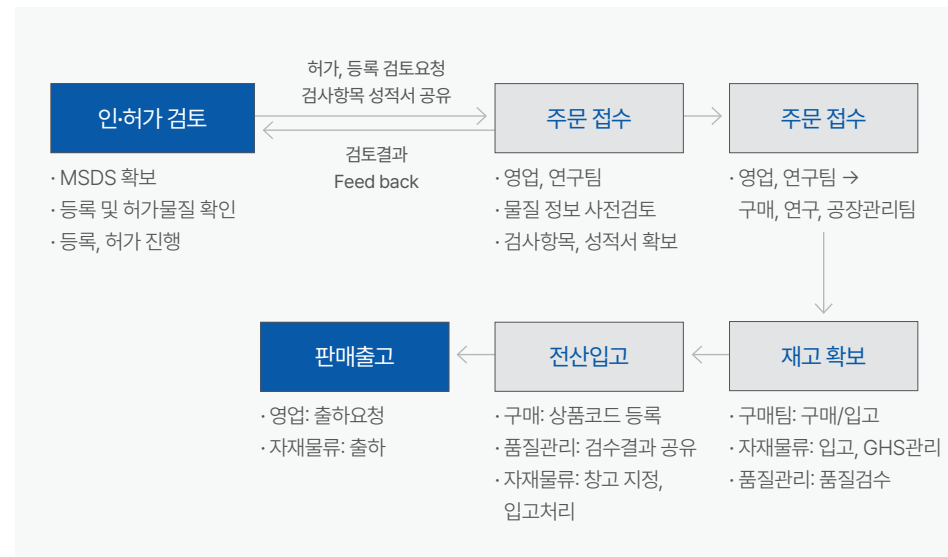 허가, 등록 검토요청
검사항목 성적서 공유
인·허가 검토
주문 접수
주문 접수
검토결과
Feed back
· MSDS 확보
· 등록 및 허가물질 확인
· 등록, 허가 진행
· 영업, 연구팀
· 물질 정보 사전검토
· 검사항목, 성적서 확보
· 영업, 연구팀 →
구매, 연구, 공장관리팀
판매출고
전산입고
재고 확보
· 영업: 출하요청
· 자재물류: 출하
· 구매: 상품코드 등록
· 품질관리: 검수결과 공유
· 자재물류: 창고 지정,
입고처리
· 구매팀: 구매/입고
· 자재물류: 입고, GHS관리
· 품질관리: 품질검수